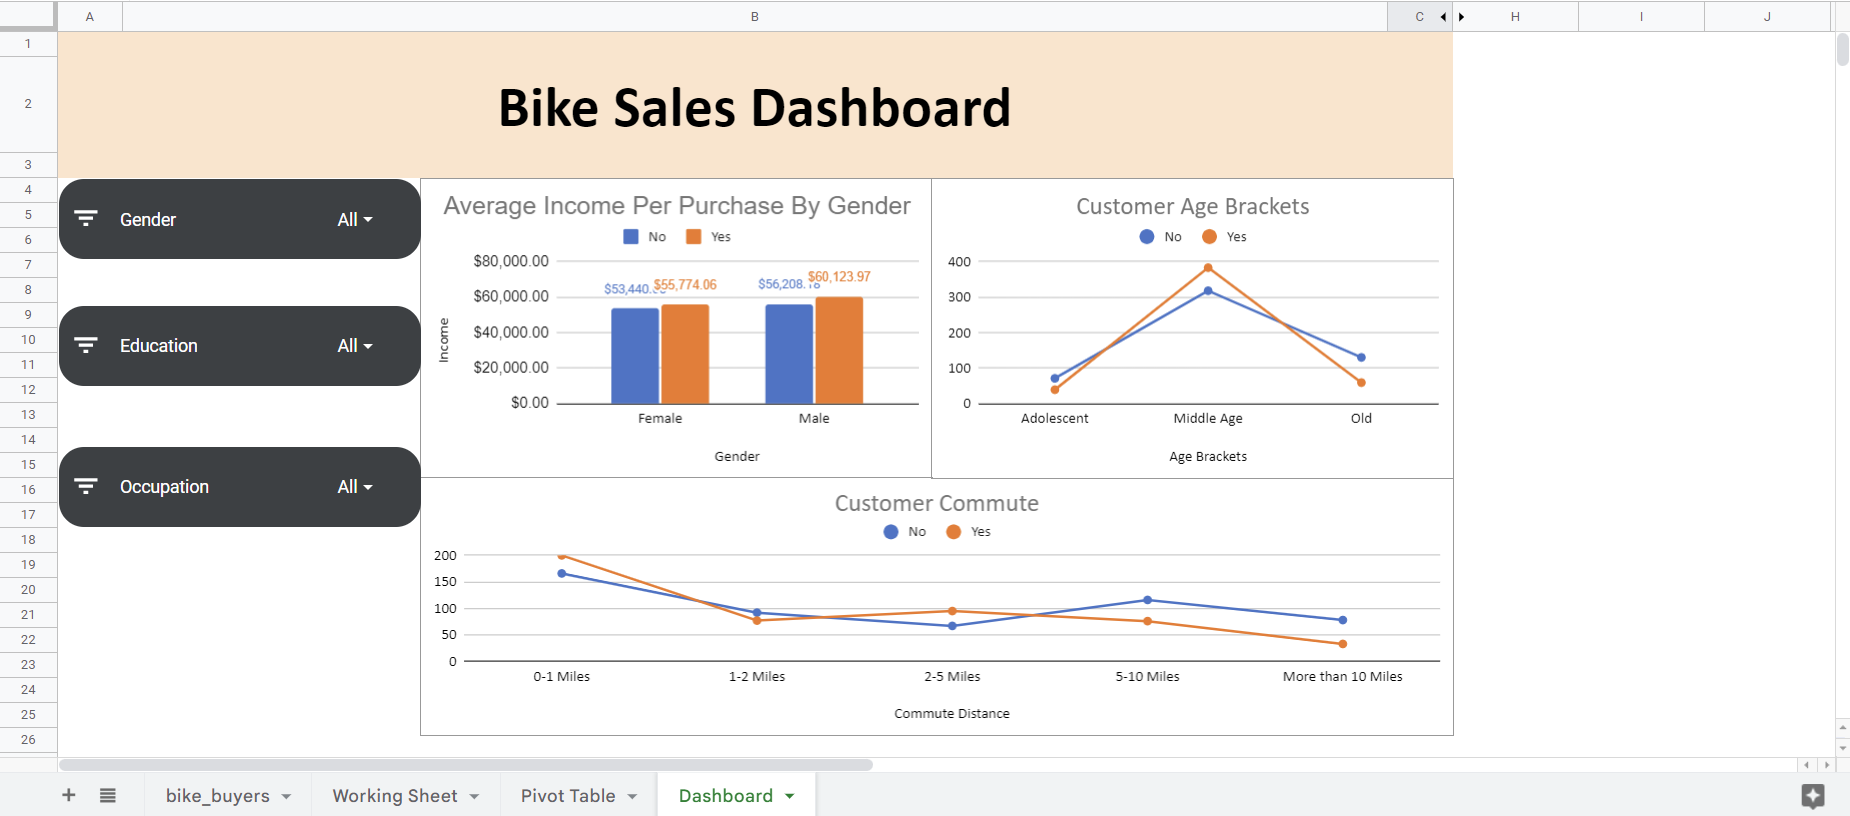 A B C H I J
1
2
3
4
5
6
7
8
9
10
11
12
13
14
15
16
17
18
19
20
21
22
23
24
25
26
Bike Sales Dashboard
Gender All
Education All
Occupation All
Average Income Per Purchase By Gender
No Yes
$80,000.00
$60,000.00
$40,000.00
$20,000.00
$0.00
Income
$55,774.06
$60,123.97
Female Male
Gender
Customer Age Brackets
No Yes
400
300
200
100
0
Adolescent Middle Age Old
Age Brackets
Customer Commute
No Yes
200
150
100
50
0
0-1 Miles 1-2 Miles 2-5 Miles 5-10 Miles More than 10 Miles
Commute Distance
bike_buyers Working Sheet Pivot Table Dashboard